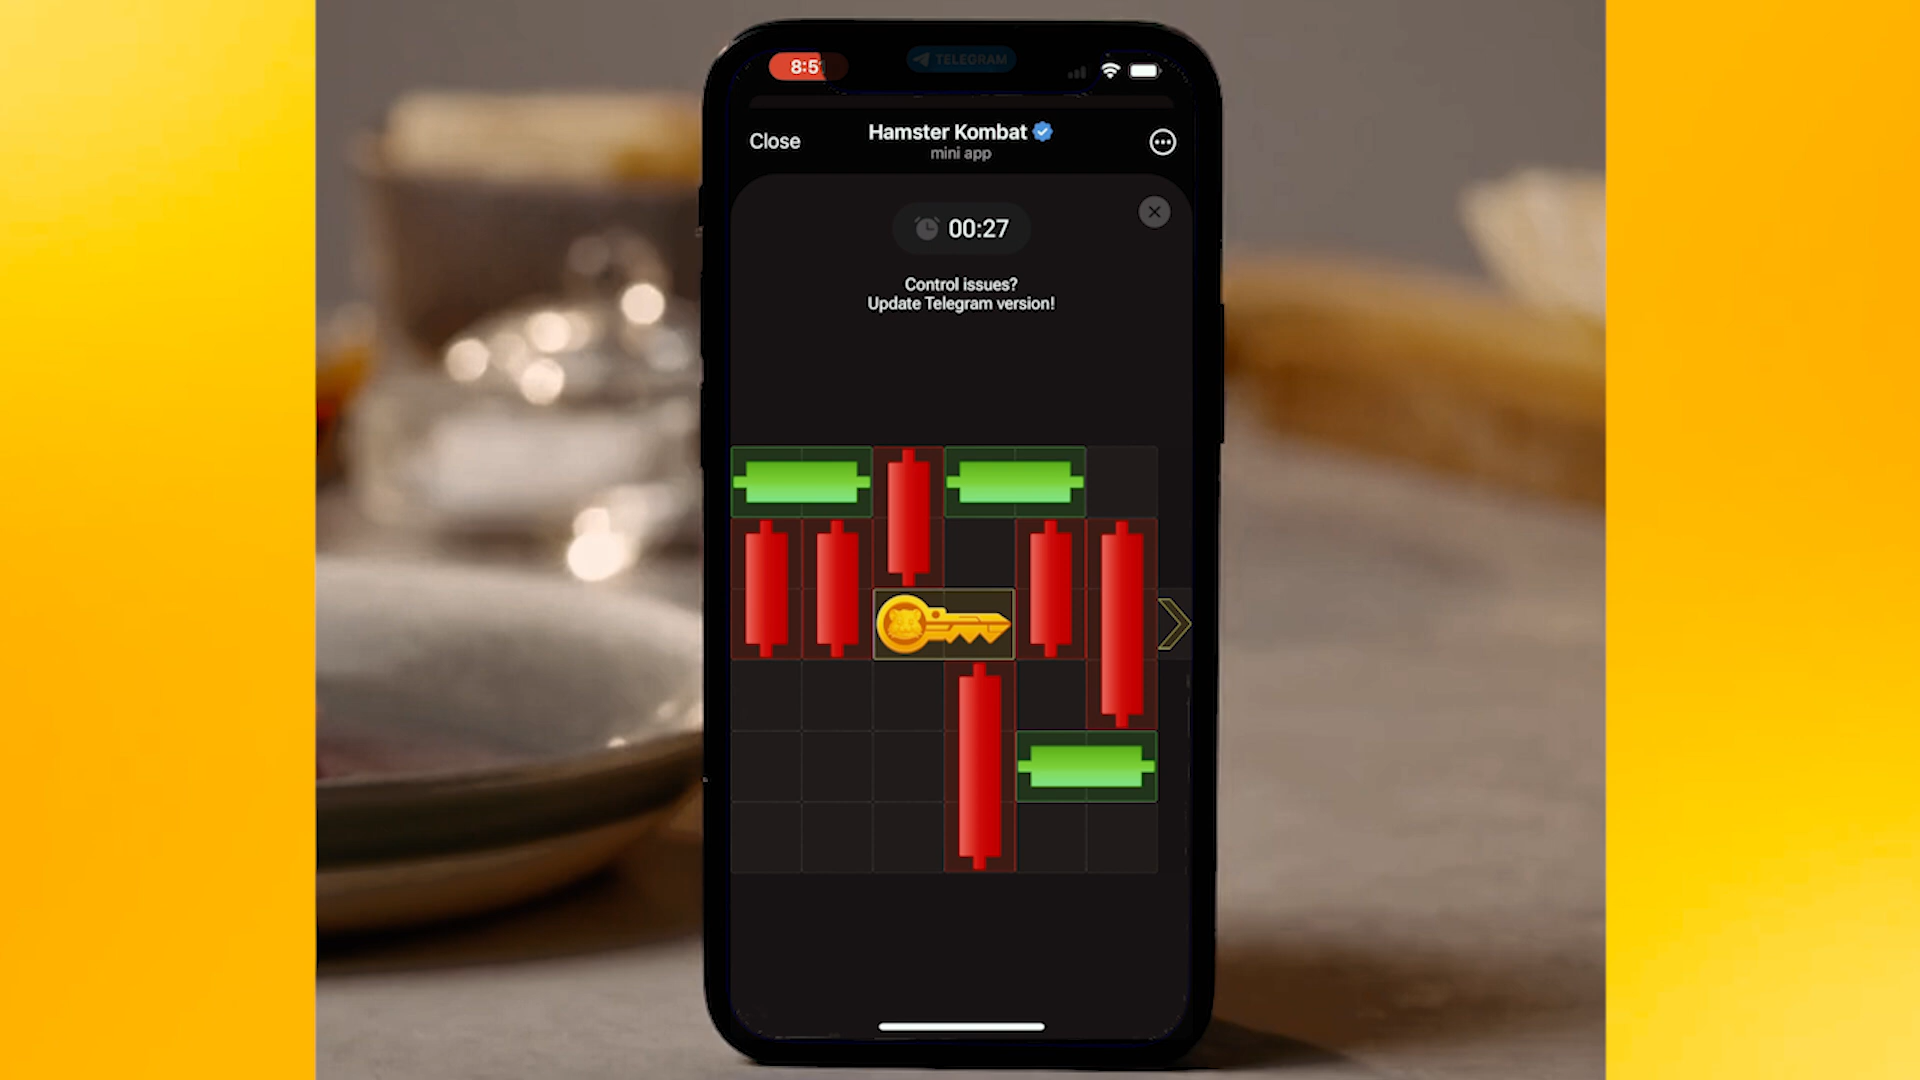 8:5
TELEGRAM
Close
Hamster Kombat
mini app
00:27
Control issues?
Update Telegram version!